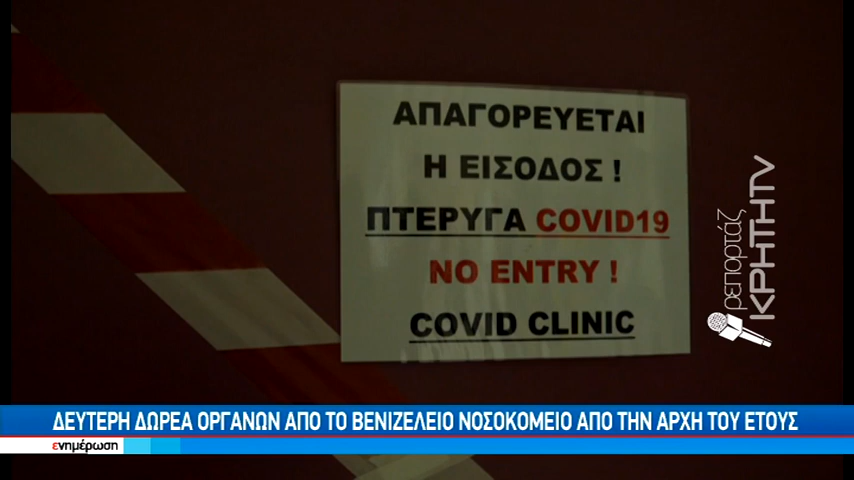 ΑΠΑΓΟΡΕΥΕΤΑΙ
Η ΕΙΣΟΔΟΣ !
ΠΤΕΡΥΓΑ COVID19
NO ENTRY !
COVID CLINIC
ρεπορτάζ
ΚΡΗΤΗTV
ΔΕΥΤΕΡΗ ΔΩΡΕΑ ΟΡΓΑΝΩΝ ΑΠΟ ΤΟ ΒΕΝΙΖΕΛΕΙΟ ΝΟΣΟΚΟΜΕΙΟ ΑΠΟ ΤΗΝ ΑΡΧΗ ΤΟΥ ΕΤΟΥΣ
ενημέρωση